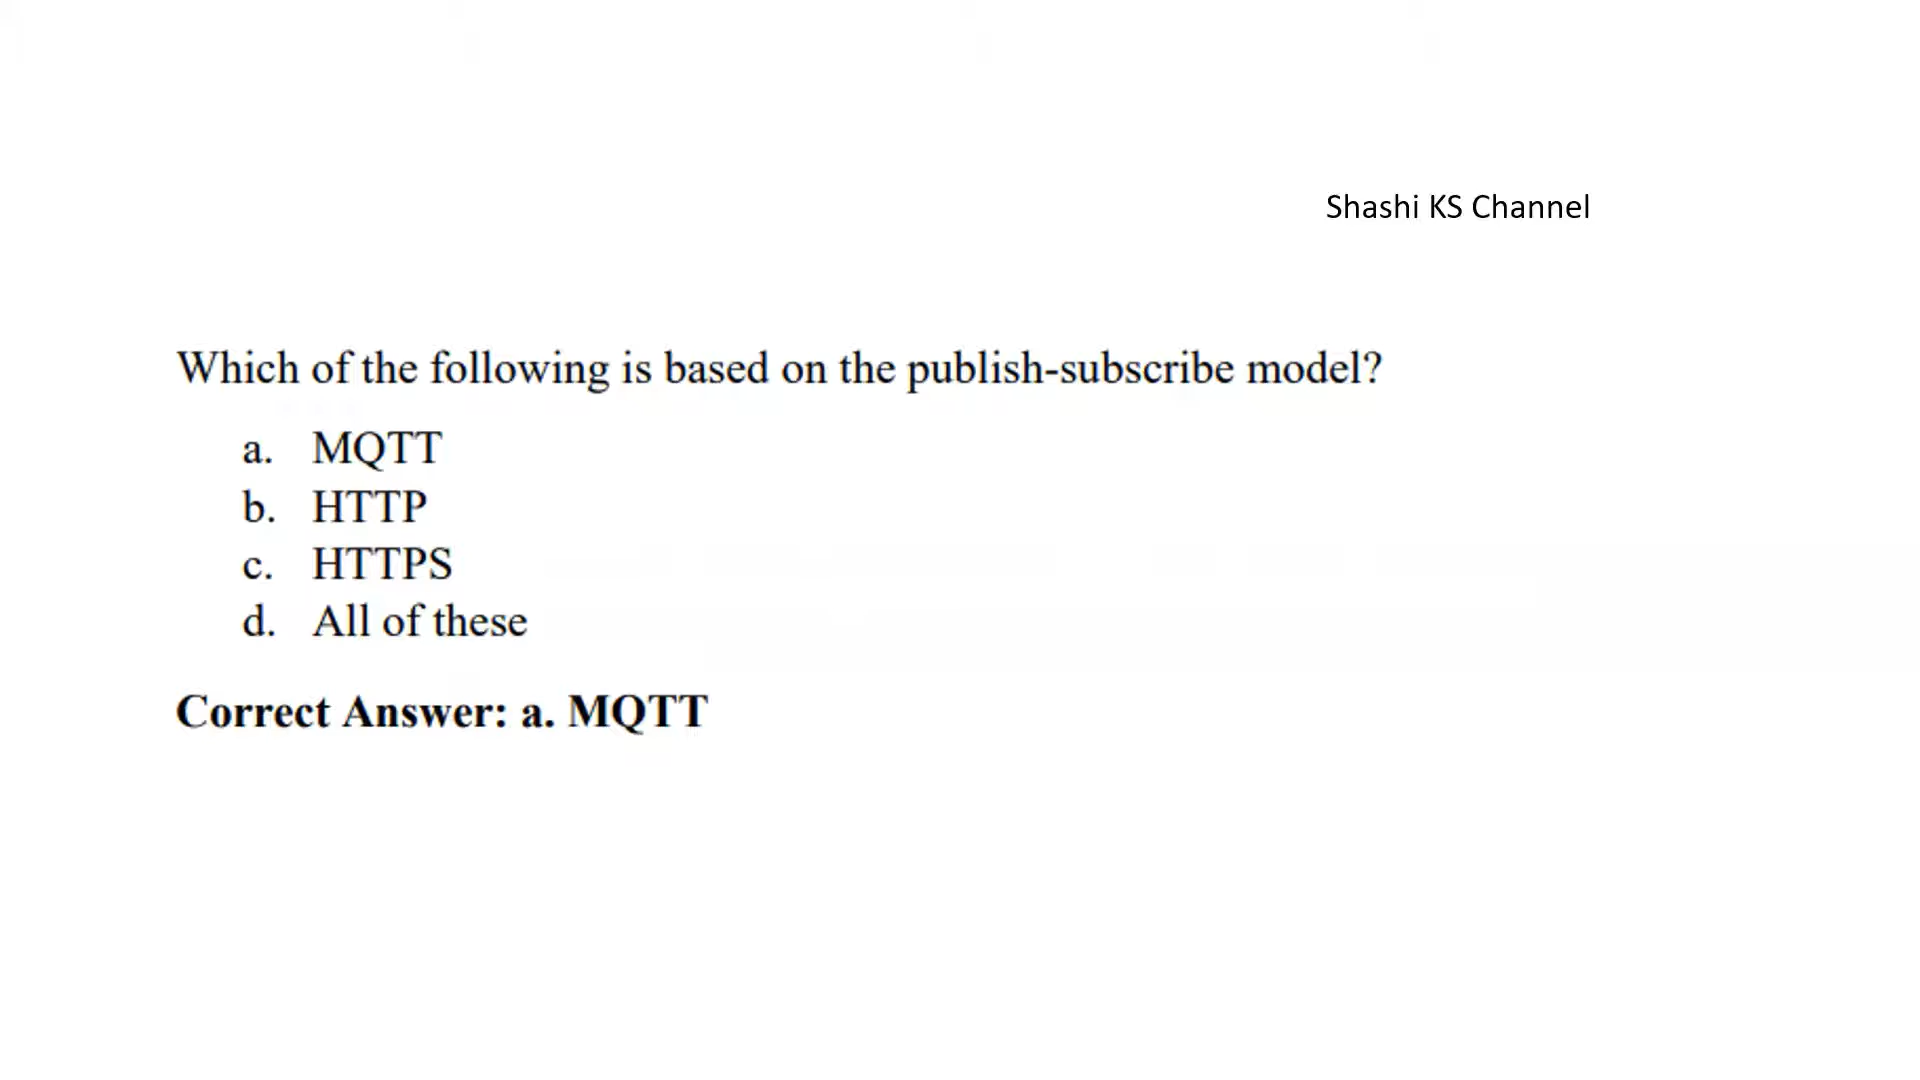 Shashi KS Channel
Which of the following is based on the publish-subscribe model?
a. MQTT
b. HTTP
c. HTTPS
d. All of these
Correct Answer: a. MQTT